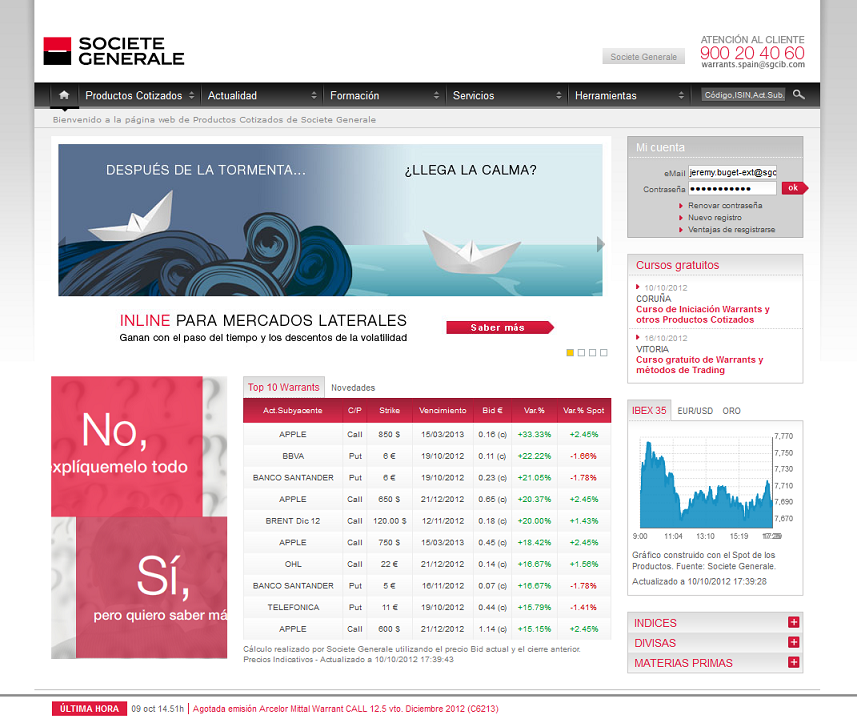 SOCIETE
GENERALE
Societe Generale
ATENCIÓN AL CLIENTE
900 20 40 60
warrants.spain@sgcib.com
Productos Cotizados
Actualidad
Formación
Servicios
Herramientas
Código,ISIN,Act.Sub
Bienvenido a la página web de Productos Cotizados de Societe Generale
DESPUÉS DE LA TORMENTA...
¿LLEGA LA CALMA?
INLINE PARA MERCADOS LATERALES
Ganan con el paso del tiempo y los descentos de la volatilidad
Saber más
Mi cuenta
eMail jeremy.buget-ext@sgc
Contraseña
ok
Renovar contraseña
Nuevo registro
Ventajas de resgistrarse
Cursos gratuitos
10/10/2012
CORUÑA
Curso de Iniciación Warrants y
otros Productos Cotizados
16/10/2012
VITORIA
Curso gratuito de Warrants y
métodos de Trading
No,
explíquemelo todo
Sí,
pero quiero saber má
Top 10 Warrants Novedades
Act.Subyacente C/P Strike Vencimiento Bid € Var.% Var.% Spot
APPLE Call 850 $ 15/03/2013 0.16 (c) +33.33% +2.45%
BBVA Put 6 € 19/10/2012 0.11 (c) +22.22% -1.66%
BANCO SANTANDER Put 6 € 19/10/2012 0.23 (c) +21.05% -1.78%
APPLE Call 650 $ 21/12/2012 0.65 (c) +20.37% +2.45%
BRENT Dic 12 Call 120.00 $ 12/11/2012 0.18 (c) +20.00% +1.43%
APPLE Call 750 $ 15/03/2013 0.45 (c) +18.42% +2.45%
OHL Call 22 € 21/12/2012 0.14 (c) +16.67% +1.56%
BANCO SANTANDER Put 5 € 16/11/2012 0.07 (c) +16.67% -1.78%
TELEFONICA Put 11 € 19/10/2012 0.44 (c) +15.79% -1.41%
APPLE Call 600 $ 21/12/2012 1.14 (c) +15.15% +2.45%
Cálculo realizado por Societe Generale utilizando el precio Bid actual y el cierre anterior.
Precios Indicativos - Actualizado a 10/10/2012 17:39:43
IBEX 35 EUR/USD ORO
7,770
7,750
7,730
7,710
7,690
7,670
9:00 11:04 13:10 15:19
Gráfico construido con el Spot de los
Productos. Fuente: Societe Generale.
Actualizado a 10/10/2012 17:39:28
INDICES
DIVISAS
MATERIAS PRIMAS
ÚLTIMA HORA 09 oct 14.51h Agotada emisión Arcelor Mittal Warrant CALL 12.5 vto. Diciembre 2012 (C6213)